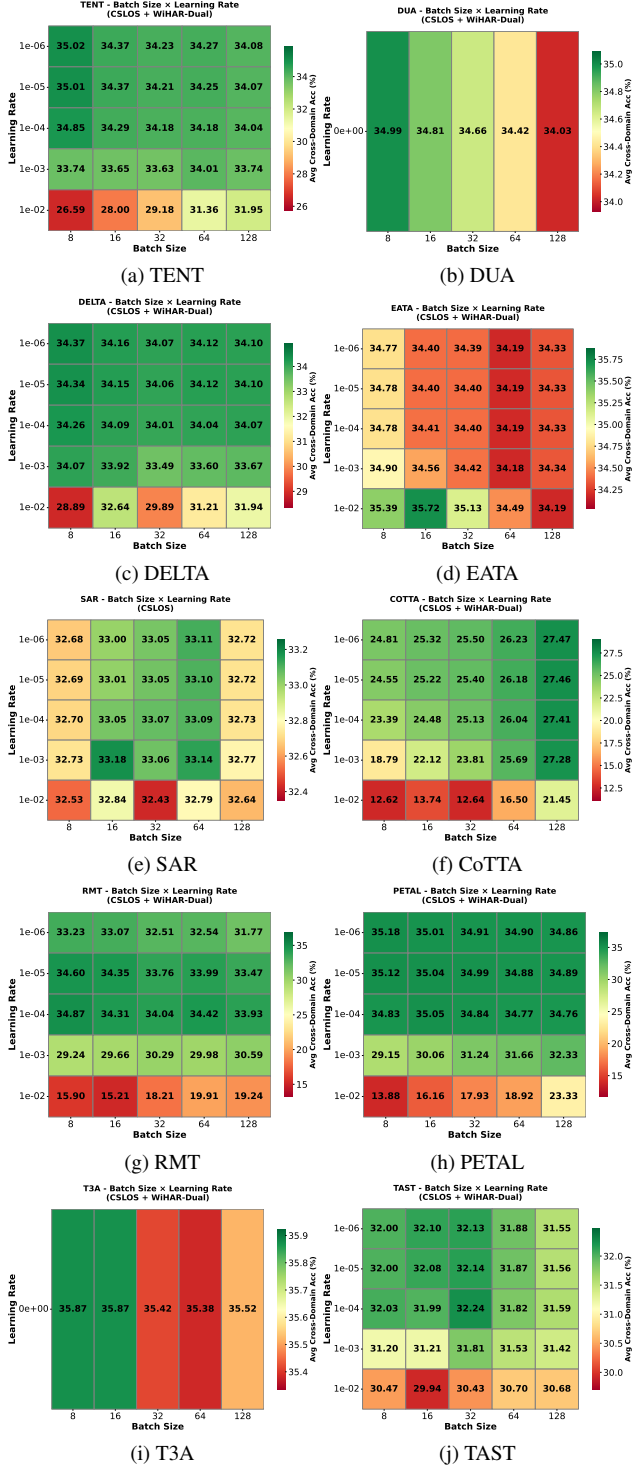 TENT - Batch Size × Learning Rate
(CSLOS + WiHAR-Dual)
Learning Rate
1e-06 35.02 34.37 34.23 34.27 34.08
1e-05 35.01 34.37 34.21 34.25 34.07
1e-04 34.85 34.29 34.18 34.18 34.04
1e-03 33.74 33.65 33.63 34.01 33.74
1e-02 26.59 28.00 29.18 31.36 31.95
8 16 32 64 128
Batch Size
34 32 30 28 26
Avg Cross-Domain Acc (%)
(a) TENT
DUA - Batch Size × Learning Rate
(CSLOS + WiHAR-Dual)
Learning Rate
0e+00 34.99 34.81 34.66 34.42 34.03
8 16 32 64 128
Batch Size
35.0 34.8 34.6 34.4 34.2 34.0
Avg Cross-Domain Acc (%)
(b) DUA
DELTA - Batch Size × Learning Rate
(CSLOS + WiHAR-Dual)
Learning Rate
1e-06 34.37 34.16 34.07 34.12 34.10
1e-05 34.34 34.15 34.06 34.12 34.10
1e-04 34.26 34.09 34.01 34.04 34.07
1e-03 34.07 33.92 33.49 33.60 33.67
1e-02 28.89 32.64 29.89 31.21 31.94
8 16 32 64 128
Batch Size
34 33 32 31 30 29
Avg Cross-Domain Acc (%)
(c) DELTA
EATA - Batch Size × Learning Rate
(CSLOS + WiHAR-Dual)
Learning Rate
1e-06 34.77 34.40 34.39 34.19 34.33
1e-05 34.78 34.40 34.40 34.19 34.33
1e-04 34.78 34.41 34.40 34.19 34.33
1e-03 34.90 34.56 34.42 34.18 34.34
1e-02 35.39 35.72 35.13 34.49 34.19
8 16 32 64 128
Batch Size
35.75 35.50 35.25 35.00 34.75 34.50 34.25
Avg Cross-Domain Acc (%)
(d) EATA
SAR - Batch Size × Learning Rate
(CSLOS)
Learning Rate
1e-06 32.68 33.00 33.05 33.11 32.72
1e-05 32.69 33.01 33.05 33.10 32.72
1e-04 32.70 33.05 33.07 33.09 32.73
1e-03 32.73 33.18 33.06 33.14 32.77
1e-02 32.53 32.84 32.43 32.79 32.64
8 16 32 64 128
Batch Size
33.2 33.0 32.8 32.6 32.4
Avg Cross-Domain Acc (%)
(e) SAR
COTTA - Batch Size × Learning Rate
(CSLOS + WiHAR-Dual)
Learning Rate
1e-06 24.81 25.32 25.50 26.23 27.47
1e-05 24.55 25.22 25.40 26.18 27.46
1e-04 23.39 24.48 25.13 26.04 27.41
1e-03 18.79 22.12 23.81 25.69 27.28
1e-02 12.62 13.74 12.64 16.50 21.45
8 16 32 64 128
Batch Size
27.5 25.0 22.5 20.0 17.5 15.0 12.5
Avg Cross-Domain Acc (%)
(f) CoTTA
RMT - Batch Size × Learning Rate
(CSLOS + WiHAR-Dual)
Learning Rate
1e-06 33.23 33.07 32.51 32.54 31.77
1e-05 34.60 34.35 33.76 33.99 33.47
1e-04 34.87 34.31 34.04 34.42 33.93
1e-03 29.24 29.66 30.29 29.98 30.59
1e-02 15.90 15.21 18.21 19.91 19.24
8 16 32 64 128
Batch Size
35 30 25 20 15
Avg Cross-Domain Acc (%)
(g) RMT
PETAL - Batch Size × Learning Rate
(CSLOS + WiHAR-Dual)
Learning Rate
1e-06 35.18 35.01 34.91 34.90 34.86
1e-05 35.12 35.04 34.99 34.88 34.89
1e-04 34.83 35.05 34.84 34.77 34.76
1e-03 29.15 30.06 31.24 31.66 32.33
1e-02 13.88 16.16 17.93 18.92 23.33
8 16 32 64 128
Batch Size
35 30 25 20 15
Avg Cross-Domain Acc (%)
(h) PETAL
T3A - Batch Size × Learning Rate
(CSLOS + WiHAR-Dual)
Learning Rate
0e+00 35.87 35.87 35.42 35.38 35.52
8 16 32 64 128
Batch Size
35.9 35.8 35.7 35.6 35.5 35.4
Avg Cross-Domain Acc (%)
(i) T3A
TAST - Batch Size × Learning Rate
(CSLOS + WiHAR-Dual)
Learning Rate
1e-06 32.00 32.10 32.13 31.88 31.55
1e-05 32.00 32.08 32.14 31.87 31.56
1e-04 32.03 31.99 32.24 31.82 31.59
1e-03 31.20 31.21 31.81 31.53 31.42
1e-02 30.47 29.94 30.43 30.70 30.68
8 16 32 64 128
Batch Size
32.0 31.5 31.0 30.5 30.0
Avg Cross-Domain Acc (%)
(j) TAST